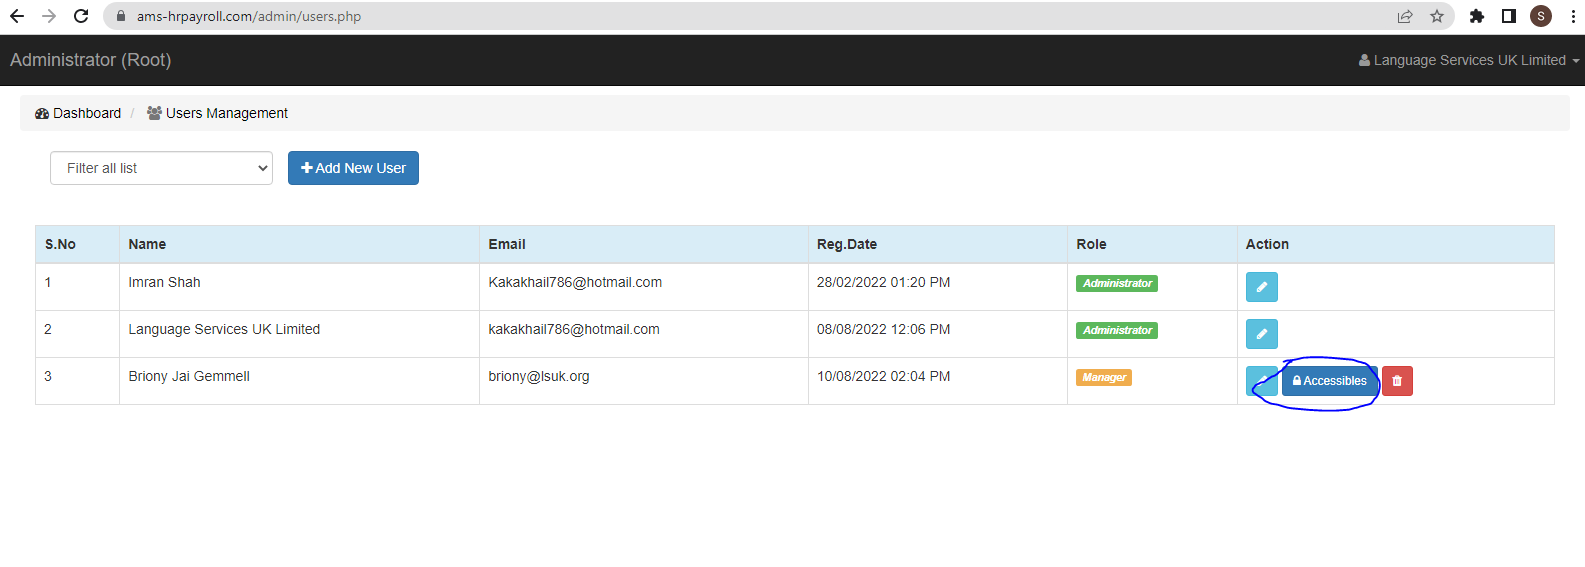 ams-hrpayroll.com/admin/users.php
S
Administrator (Root)
Language Services UK Limited
Dashboard / Users Management
Filter all list
Add New User
S.No Name Email Reg.Date Role Action
1 Imran Shah Kakakhail786@hotmail.com 28/02/2022 01:20 PM Administrator
2 Language Services UK Limited kakakhail786@hotmail.com 08/08/2022 12:06 PM Administrator
3 Briony Jai Gemmell briony@lsuk.org 10/08/2022 02:04 PM Manager Accessibles